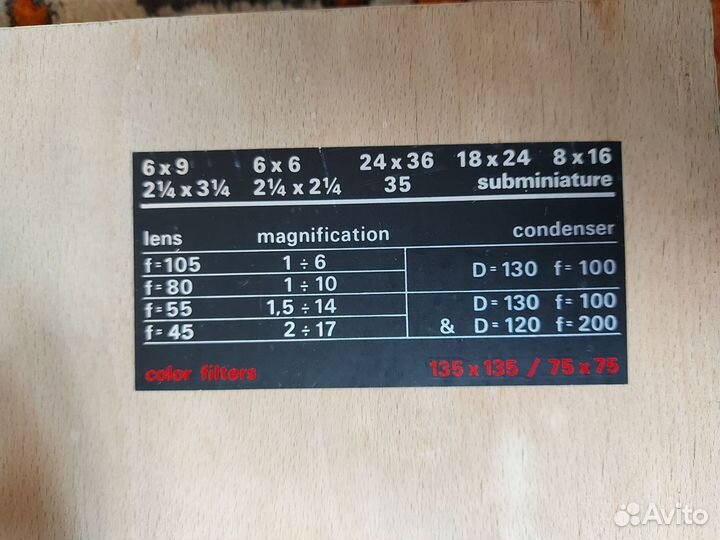 6 x 9 6 x 6 24 x 36 18 x 24 8 x 16
2¼ x 3¼ 2¼ x 2¼ 35 subminiature
lens magnification condenser
f=105 1 ÷ 6
D=130 f=100
f=80 1 ÷ 10
f=55 1,5 ÷ 14 D=130 f=100
f=45 2 ÷ 17 & D=120 f=200
color filters 135 x 135 / 75 x 75
Avito